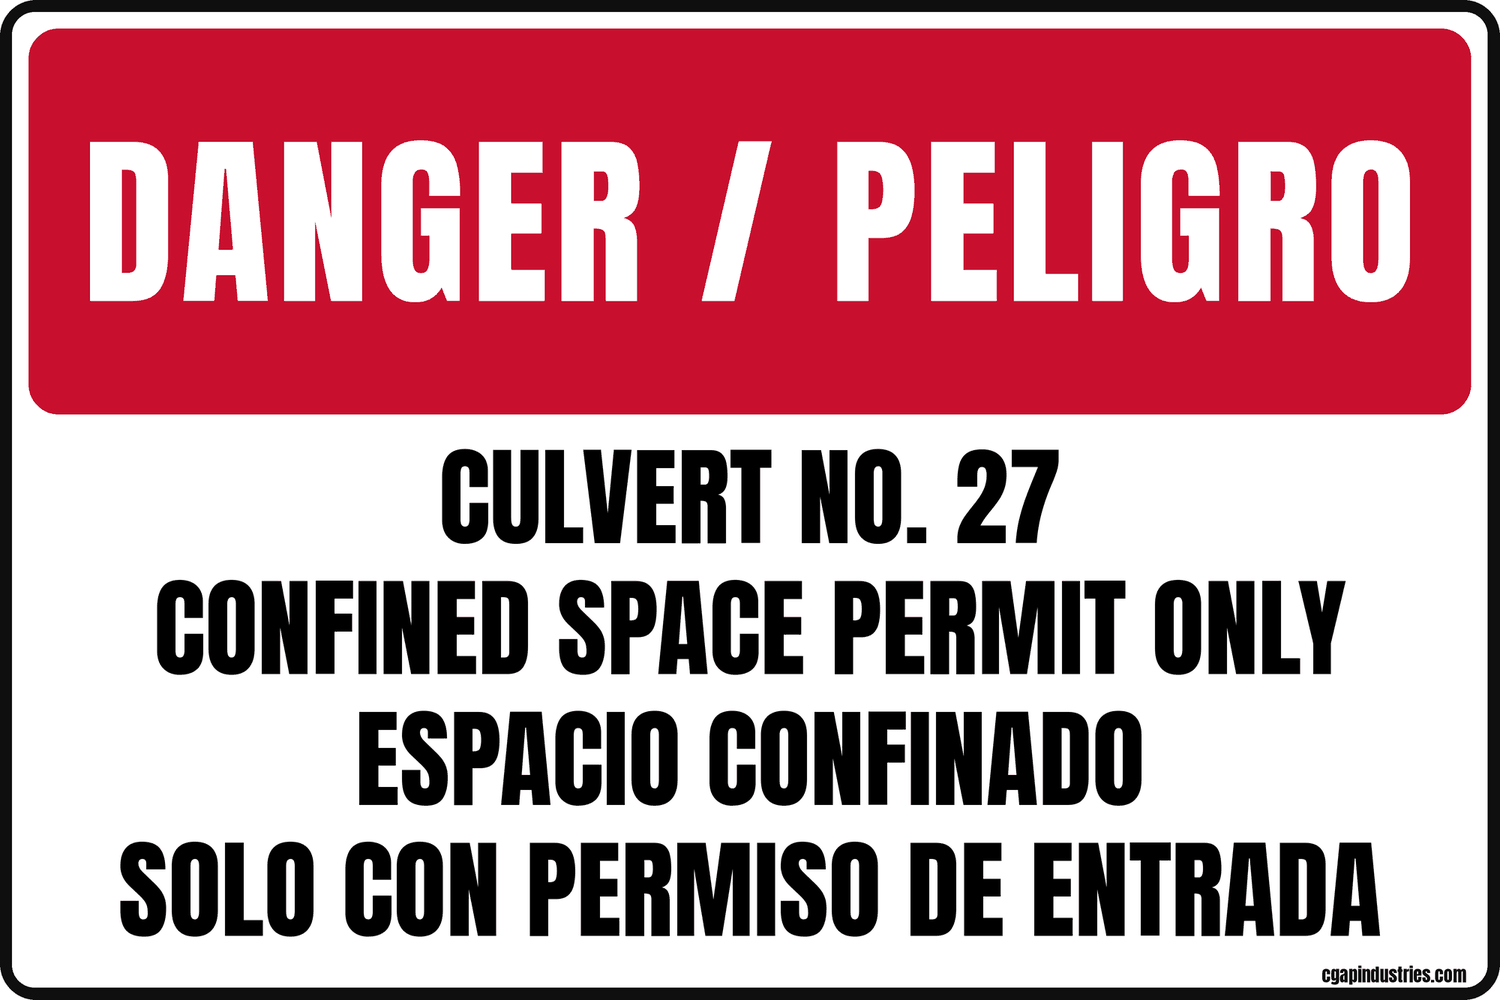 DANGER / PELIGRO
CULVERT NO. 27
CONFINED SPACE PERMIT ONLY
ESPACIO CONFINADO
SOLO CON PERMISO DE ENTRADA
cgapindustries.com